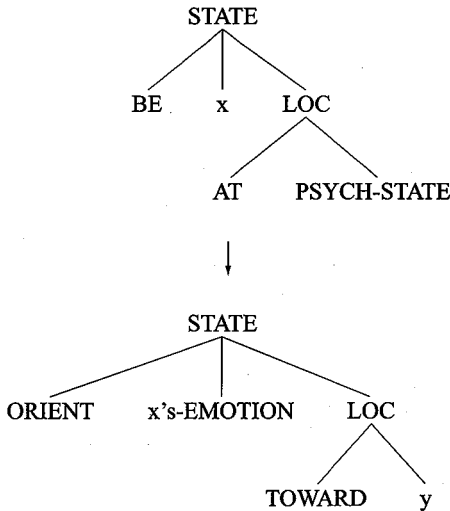 STATE
BE x LOC
AT PSYCH-STATE
STATE
ORIENT x's-EMOTION LOC
TOWARD y